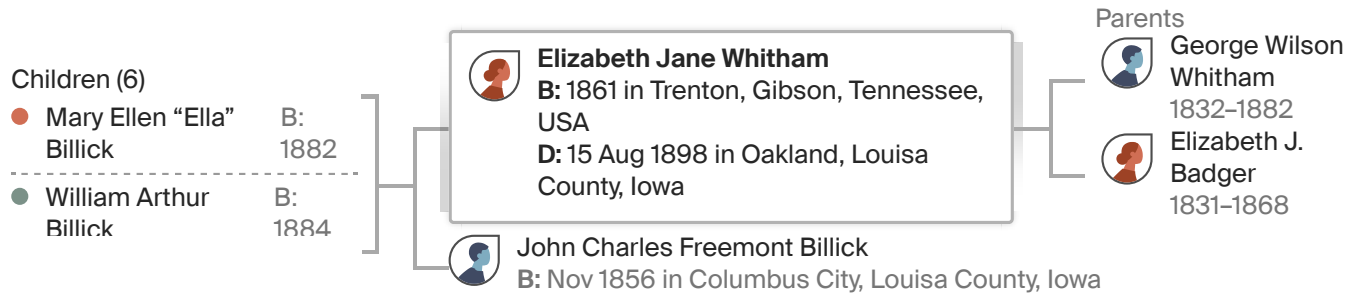 Children (6)
Mary Ellen “Ella” B:
Billick 1882
William Arthur B:
Billick 1884
Elizabeth Jane Whitham
B: 1861 in Trenton, Gibson, Tennessee,
USA
D: 15 Aug 1898 in Oakland, Louisa
County, Iowa
John Charles Freemont Billick
B: Nov 1856 in Columbus City, Louisa County, Iowa
Parents
George Wilson
Whitham
1832–1882
Elizabeth J.
Badger
1831–1868